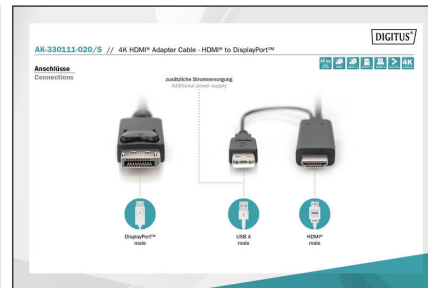 DIGITUS®
AK-330111-020/S // 4K HDMI® Adapter Cable - HDMI® to DisplayPort™
4K
Anschlüsse
Connections
zusätzliche Stromversorgung
Additional power supply
DisplayPort™
male
USB A
male
HDMI®
male